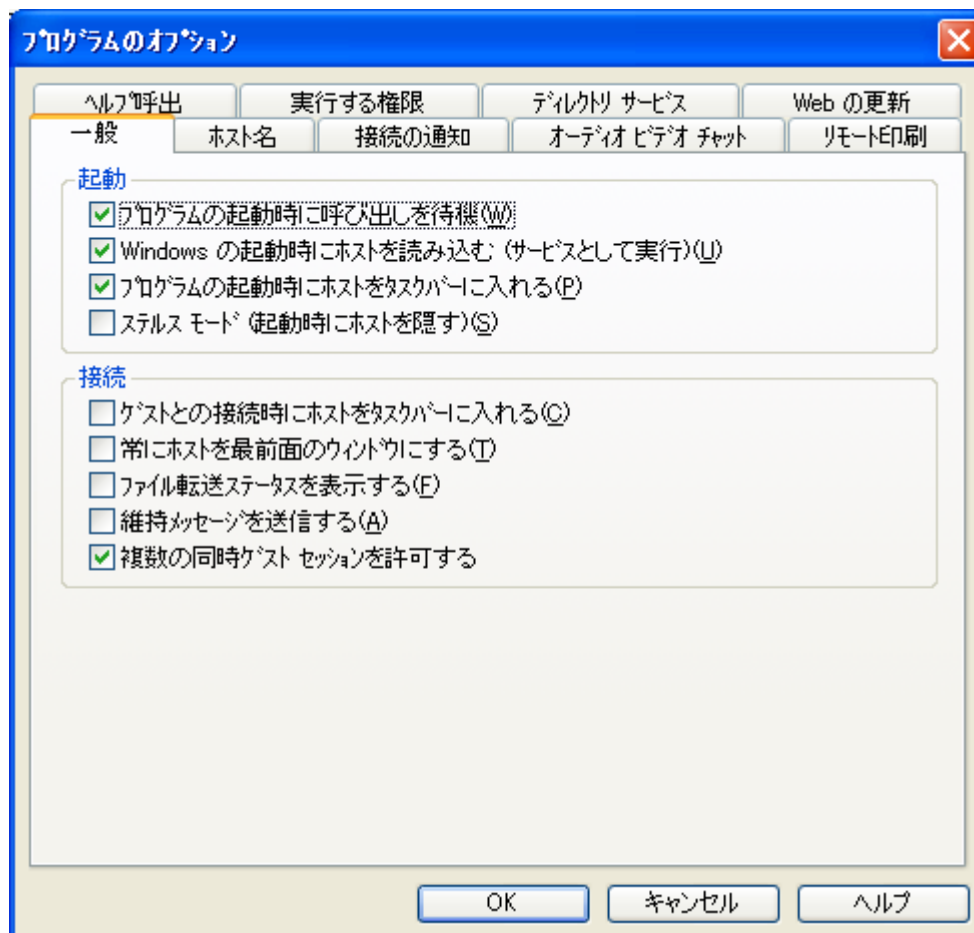 プログラムのオプション
ヘルプ呼出 実行する権限 ディレクトリ サービス Web の更新
一般 ホスト名 接続の通知 オーディオ ビデオ チャット リモート印刷
起動
プログラムの起動時に呼び出しを待機(W)
Windows の起動時にホストを読み込む (サービスとして実行)(U)
プログラムの起動時にホストをタスクバーに入れる(P)
ステルス モード (起動時にホストを隠す)(S)
接続
ゲストとの接続時にホストをタスクバーに入れる(C)
常にホストを最前面のウィンドウにする(T)
ファイル転送ステータスを表示する(F)
維持メッセージを送信する(A)
複数の同時ゲスト セッションを許可する
OK キャンセル ヘルプ